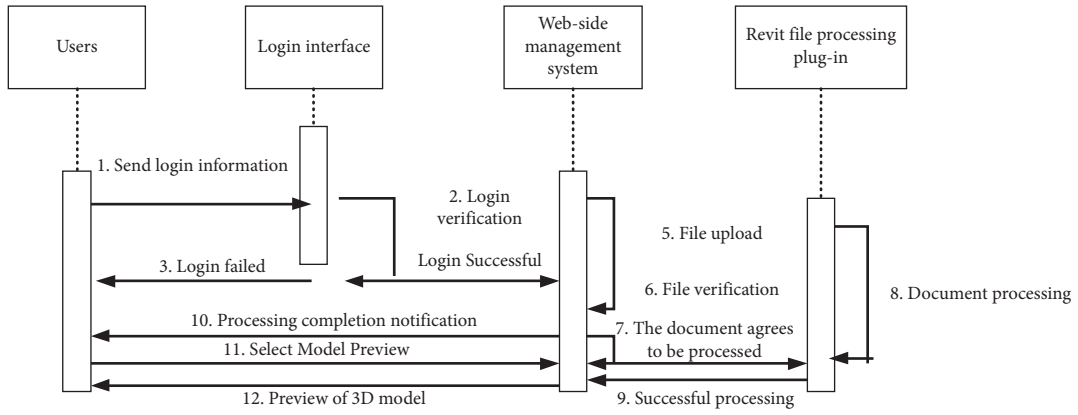 Users
Login interface
Web-side
management
system
Revit file processing
plug-in
1. Send login information
2. Login
verification
3. Login failed
Login Successful
5. File upload
6. File verification
8. Document processing
10. Processing completion notification
7. The document agrees
to be processed
11. Select Model Preview
12. Preview of 3D model
9. Successful processing